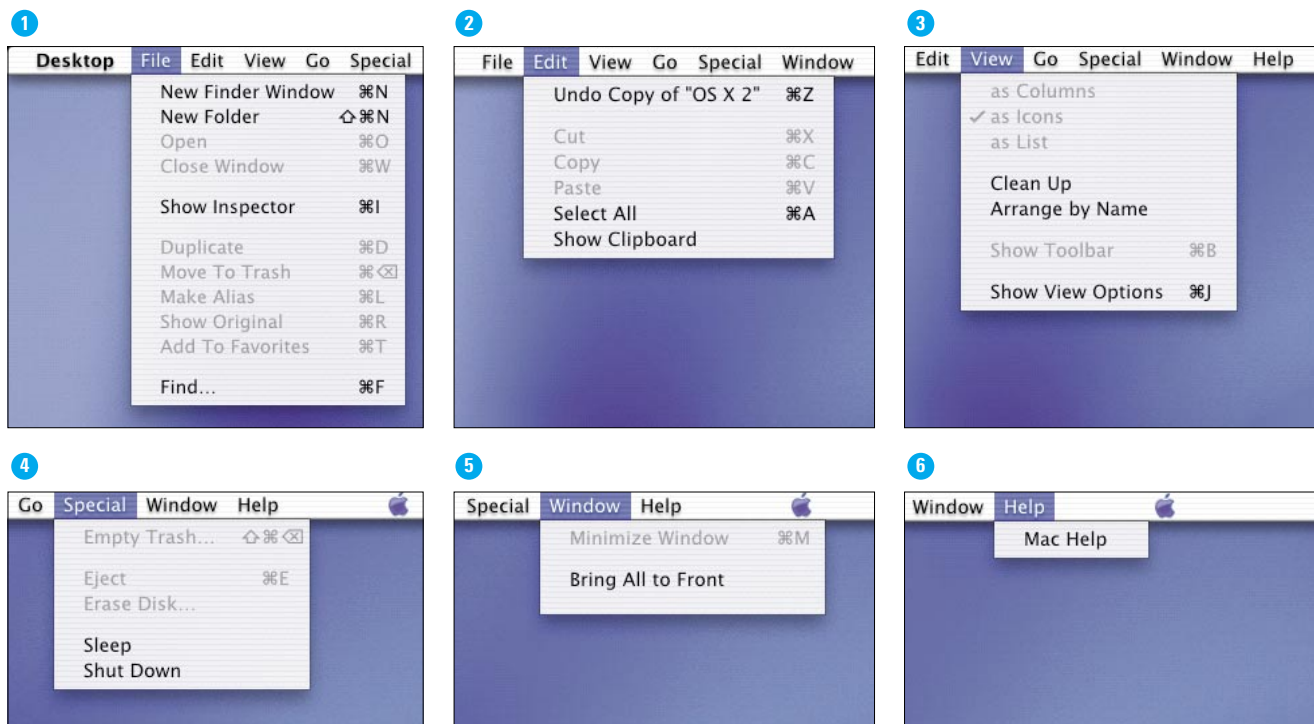 1
Desktop File Edit View Go Special
New Finder Window ⌘N
New Folder ⇧⌘N
Open ⌘O
Close Window ⌘W
Show Inspector ⌘I
Duplicate ⌘D
Move To Trash ⌘⌫
Make Alias ⌘L
Show Original ⌘R
Add To Favorites ⌘T
Find... ⌘F
2
File Edit View Go Special Window
Undo Copy of "OS X 2" ⌘Z
Cut ⌘X
Copy ⌘C
Paste ⌘V
Select All ⌘A
Show Clipboard
3
Edit View Go Special Window Help
as Columns
✓ as Icons
as List
Clean Up
Arrange by Name
Show Toolbar ⌘B
Show View Options ⌘J
4
Go Special Window Help
Empty Trash... ⇧⌘⌫
Eject ⌘E
Erase Disk...
Sleep
Shut Down
5
Special Window Help
Minimize Window ⌘M
Bring All to Front
6
Window Help
Mac Help